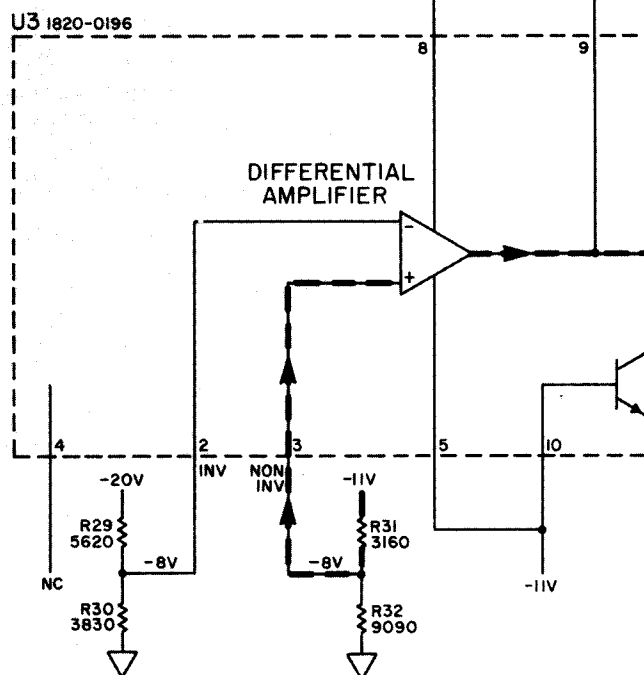 U3 1820-0196
8
9
DIFFERENTIAL
AMPLIFIER
-
+
4
2
3
5
10
INV
NON
INV
-20V
-11V
R29
5620
R31
3160
-8V
-8V
NC
-11V
R30
3830
R32
9090